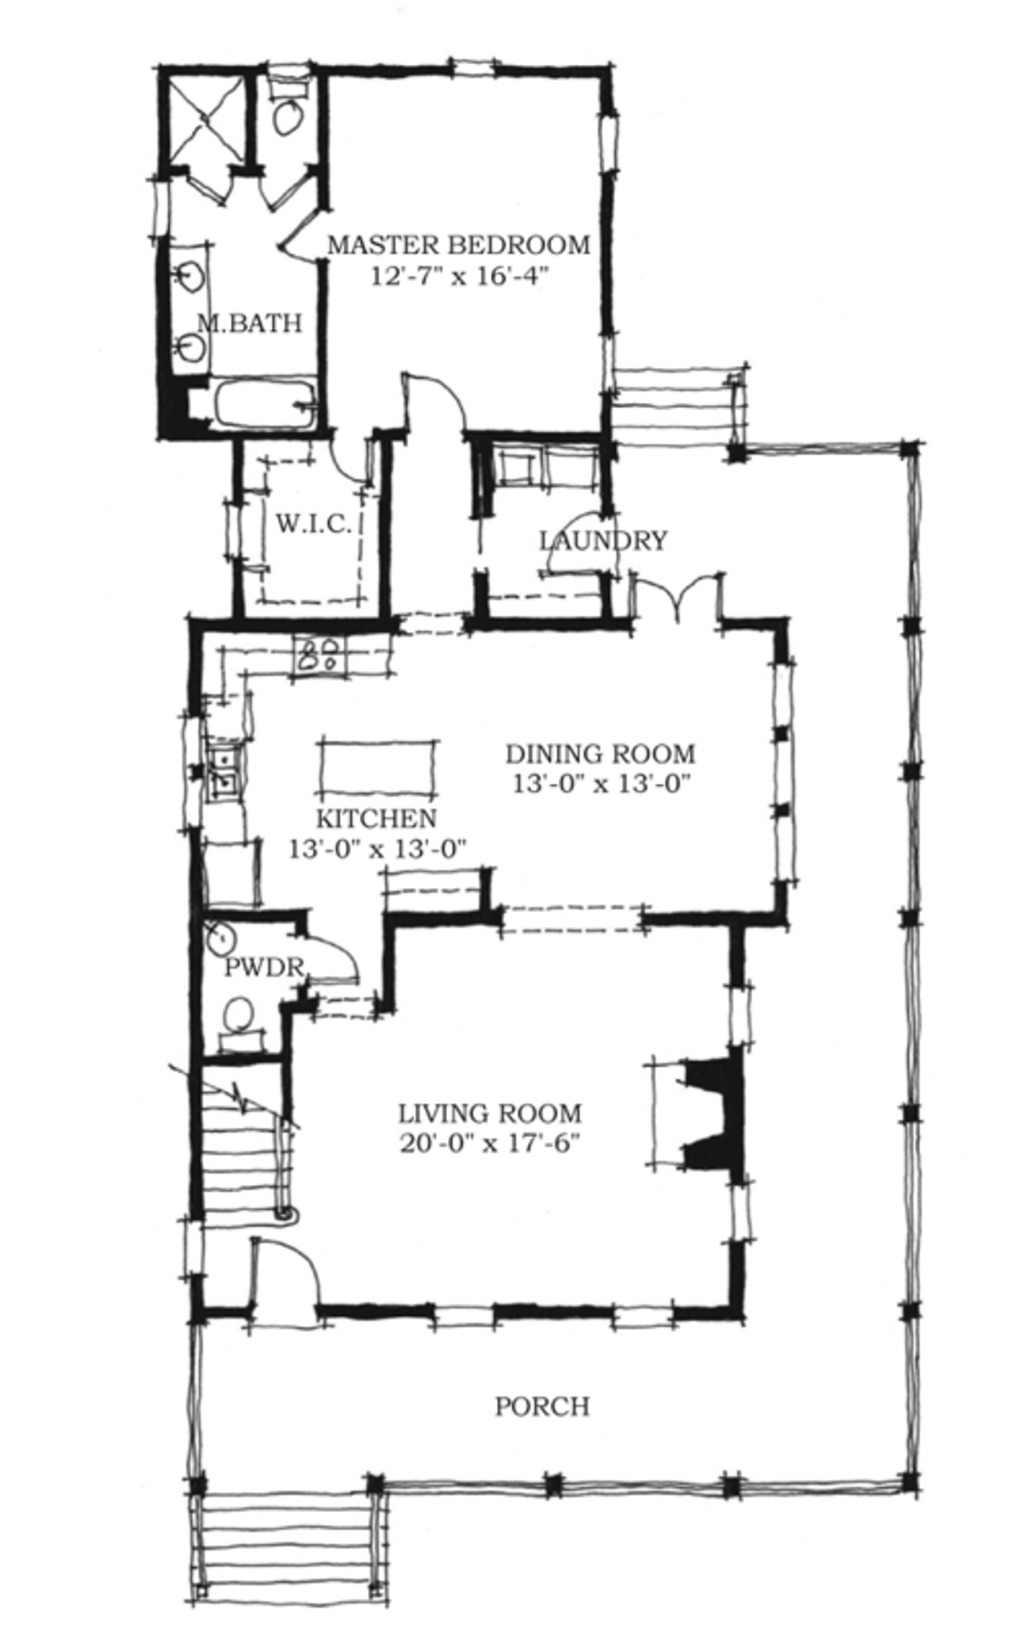 MASTER BEDROOM
12'-7" x 16'-4"
M.BATH
W.I.C.
LAUNDRY
DINING ROOM
13'-0" x 13'-0"
KITCHEN
13'-0" x 13'-0"
PWDR
LIVING ROOM
20'-0" x 17'-6"
PORCH